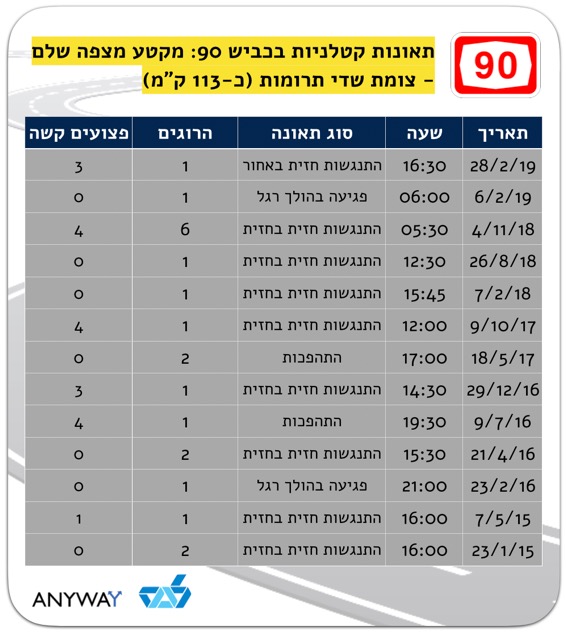 תאונות קטלניות בכביש 90: מקטע מצפה שלם
- צומת שדי תרומות (כ-113 ק"מ)
90
תאריך שעה סוג תאונה הרוגים פצועים קשה
28/2/19 16:30 התנגשות חזית באחור 1 3
6/2/19 06:00 פגיעה בהולך רגל 1 0
4/11/18 05:30 התנגשות חזית בחזית 6 4
26/8/18 12:30 התנגשות חזית בחזית 1 0
7/2/18 15:45 התנגשות חזית בחזית 1 0
9/10/17 12:00 התנגשות חזית בחזית 1 4
18/5/17 17:00 התהפכות 2 0
29/12/16 14:30 התנגשות חזית בחזית 1 3
9/7/16 19:30 התהפכות 1 4
21/4/16 15:30 התנגשות חזית בחזית 2 0
23/2/16 21:00 פגיעה בהולך רגל 1 0
7/5/15 16:00 התנגשות חזית בחזית 1 1
23/1/15 16:00 התנגשות חזית בחזית 2 0
ANYWAY